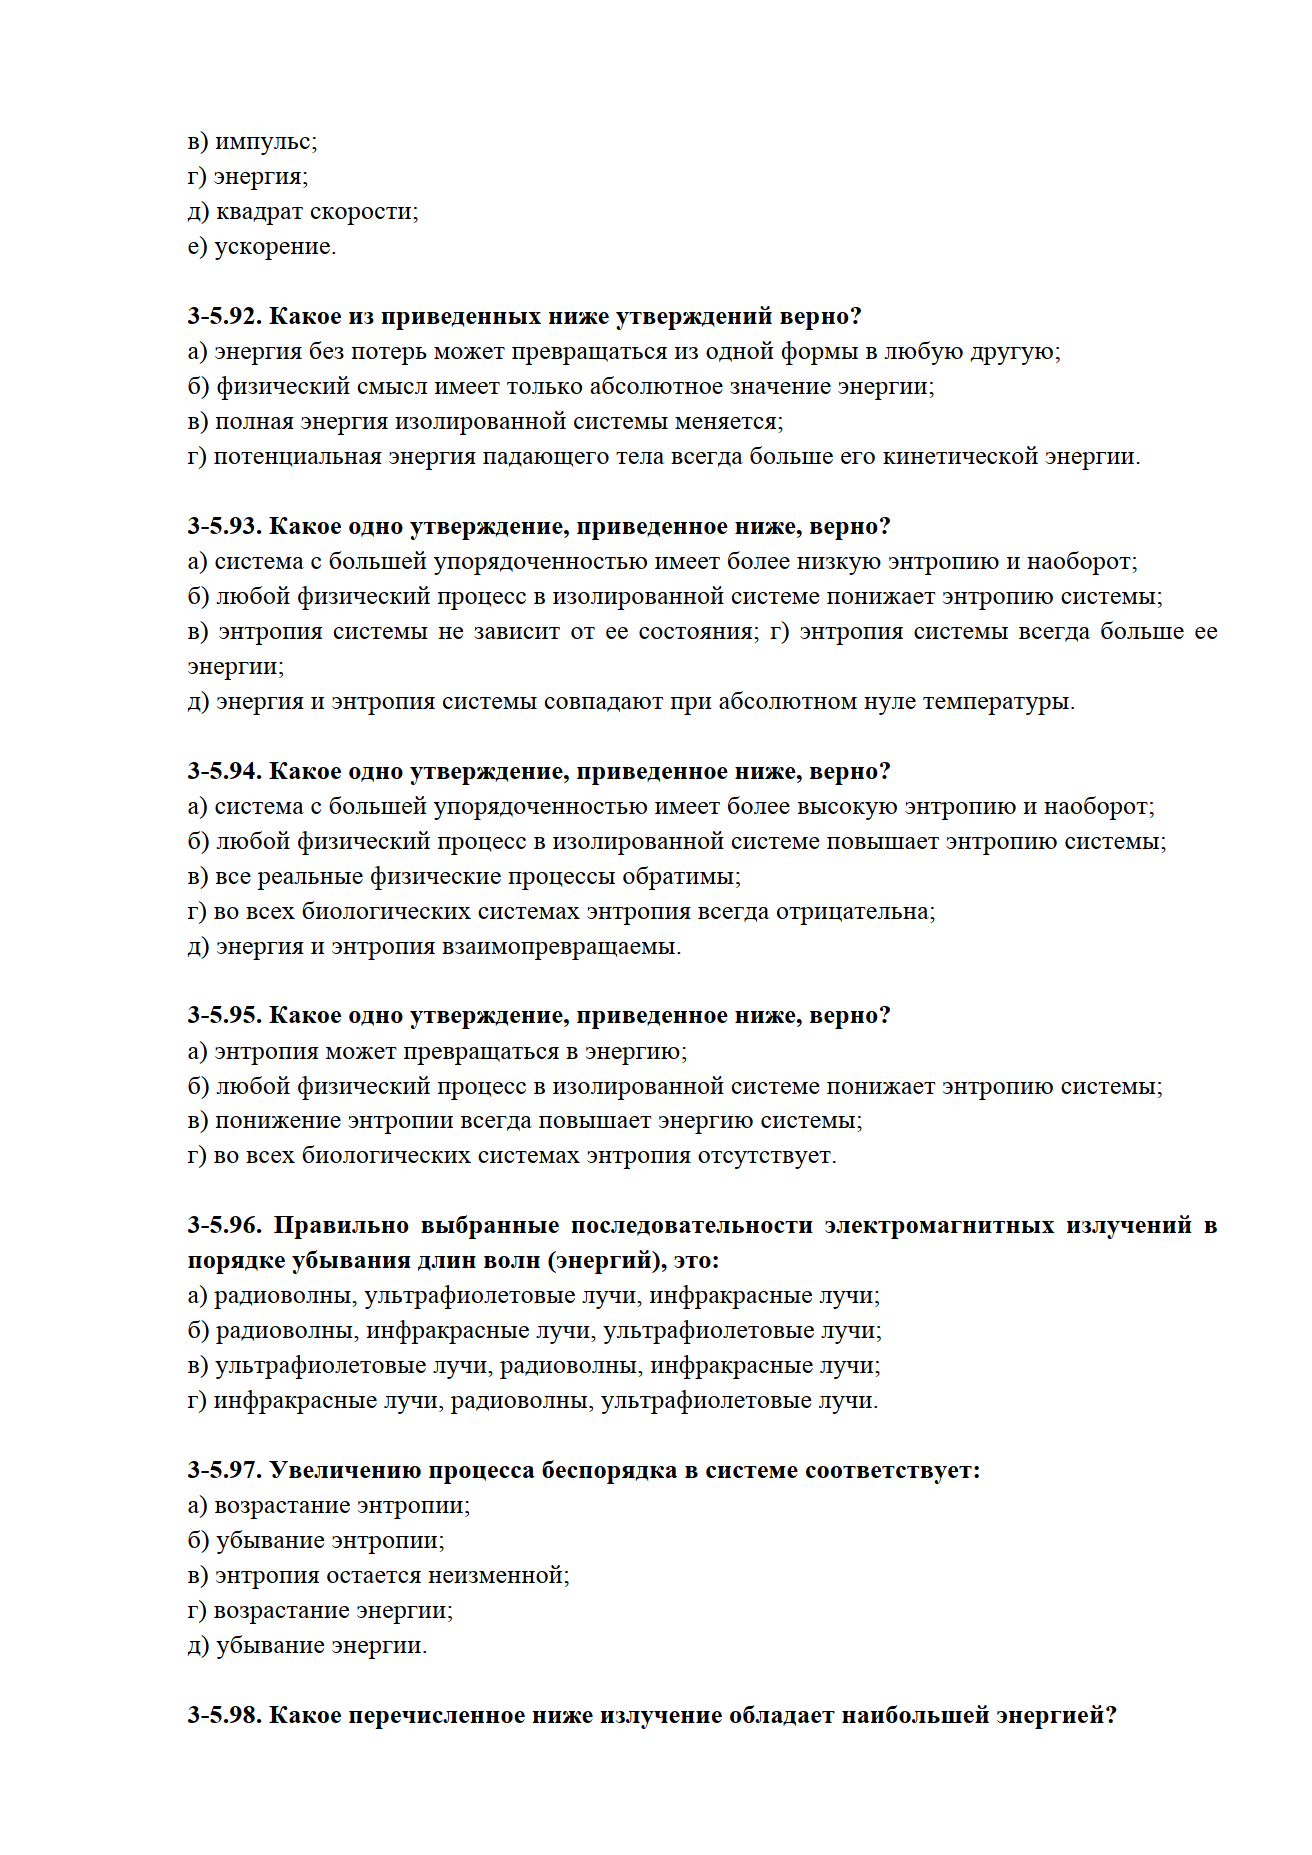 в) импульс;
г) энергия;
д) квадрат скорости;
е) ускорение.
3-5.92. Какое из приведенных ниже утверждений верно?
а) энергия без потерь может превращаться из одной формы в любую другую;
б) физический смысл имеет только абсолютное значение энергии;
в) полная энергия изолированной системы меняется;
г) потенциальная энергия падающего тела всегда больше его кинетической энергии.
3-5.93. Какое одно утверждение, приведенное ниже, верно?
а) система с большей упорядоченностью имеет более низкую энтропию и наоборот;
б) любой физический процесс в изолированной системе понижает энтропию системы;
в) энтропия системы не зависит от ее состояния; г) энтропия системы всегда больше ее
энергии;
д) энергия и энтропия системы совпадают при абсолютном нуле температуры.
3-5.94. Какое одно утверждение, приведенное ниже, верно?
а) система с большей упорядоченностью имеет более высокую энтропию и наоборот;
б) любой физический процесс в изолированной системе повышает энтропию системы;
в) все реальные физические процессы обратимы;
г) во всех биологических системах энтропия всегда отрицательна;
д) энергия и энтропия взаимопревращаемы.
3-5.95. Какое одно утверждение, приведенное ниже, верно?
а) энтропия может превращаться в энергию;
б) любой физический процесс в изолированной системе понижает энтропию системы;
в) понижение энтропии всегда повышает энергию системы;
г) во всех биологических системах энтропия отсутствует.
3-5.96. Правильно выбранные последовательности электромагнитных излучений в
порядке убывания длин волн (энергий), это:
а) радиоволны, ультрафиолетовые лучи, инфракрасные лучи;
б) радиоволны, инфракрасные лучи, ультрафиолетовые лучи;
в) ультрафиолетовые лучи, радиоволны, инфракрасные лучи;
г) инфракрасные лучи, радиоволны, ультрафиолетовые лучи.
3-5.97. Увеличению процесса беспорядка в системе соответствует:
а) возрастание энтропии;
б) убывание энтропии;
в) энтропия остается неизменной;
г) возрастание энергии;
д) убывание энергии.
3-5.98. Какое перечисленное ниже излучение обладает наибольшей энергией?